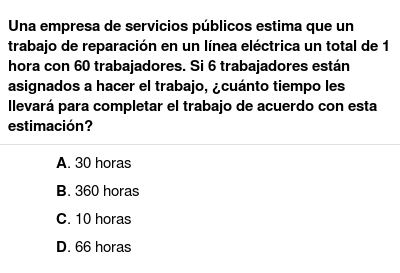 Una empresa de servicios públicos estima que un
trabajo de reparación en un línea eléctrica un total de 1
hora con 60 trabajadores. Si 6 trabajadores están
asignados a hacer el trabajo, ¿cuánto tiempo les
llevará para completar el trabajo de acuerdo con esta
estimación?
A. 30 horas
B. 360 horas
C. 10 horas
D. 66 horas